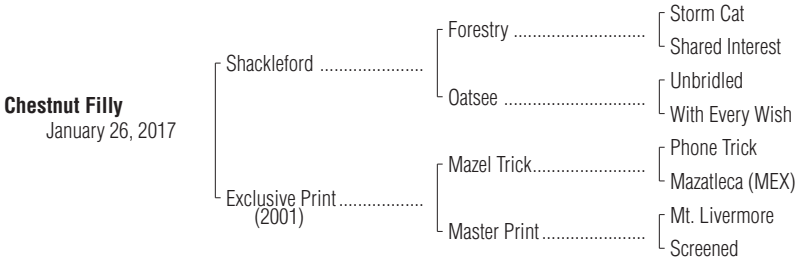 Storm Cat
Forestry ............................
Shared Interest
Shackleford ......................
Unbridled
Oatsee ..............................
With Every Wish
Chestnut Filly
January 26, 2017
Phone Trick
Mazel Trick........................
Mazatleca (MEX)
Exclusive Print..................
(2001)
Mt. Livermore
Master Print......................
Screened